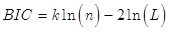 BIC = k ln(n) − 2 ln(L)